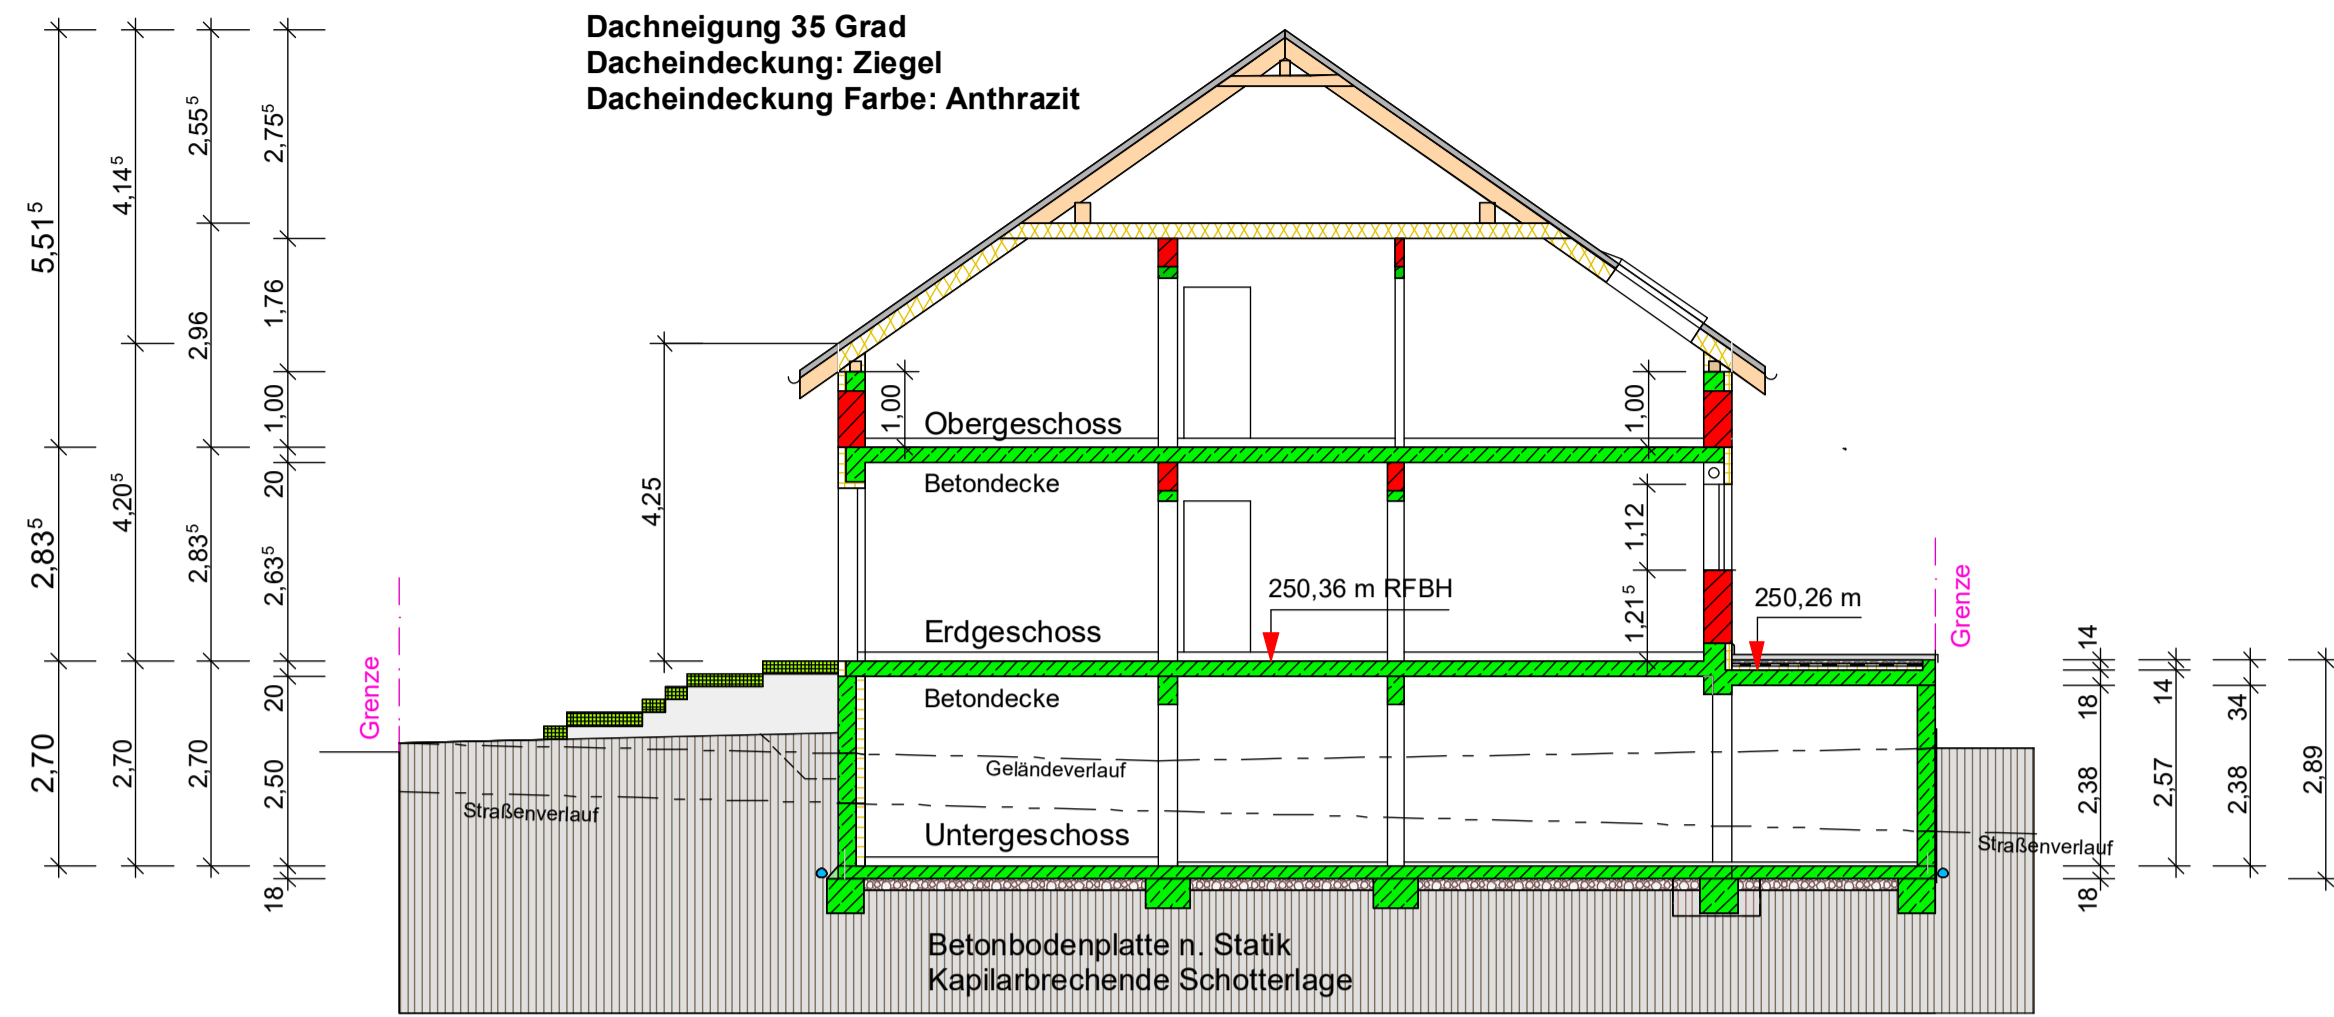 Dachneigung 35 Grad
Dacheindeckung: Ziegel
Dacheindeckung Farbe: Anthrazit
5,51⁵
2,83⁵
2,70
4,14⁵
4,20⁵
2,70
2,55⁵
2,96
2,83⁵
2,70
2,75⁵
1,76
1,00
20
2,63⁵
20
2,50
18
4,25
1,00
1,00
Obergeschoss
Betondecke
1,12
1,21⁵
250,36 m RFBH
250,26 m
Erdgeschoss
Betondecke
Grenze
Grenze
Geländeverlauf
Straßenverlauf
Untergeschoss
Straßenverlauf
14
18
2,38
18
14
2,57
34
2,38
2,89
Betonbodenplatte n. Statik
Kapilarbrechende Schotterlage